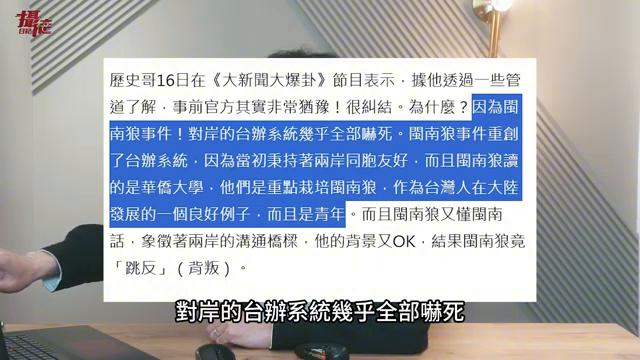 攝徒
日記
歷史哥16日在《大新聞大爆卦》節目表示，據他透過一些管
道了解，事前官方其實非常猶豫！很糾結。為什麼？因為閩
南狼事件！對岸的台辦系統幾乎全部嚇死。閩南狼事件重創
了台辦系統，因為當初秉持著兩岸同胞友好，而且閩南狼讀
的是華僑大學，他們是重點栽培閩南狼，作為台灣人在大陸
發展的一個良好例子，而且是青年。而且閩南狼又懂閩南
話，象徵著兩岸的溝通橋樑，他的背景又OK，結果閩南狼竟
「跳反」（背叛）。
對岸的台辦系統幾乎全部嚇死